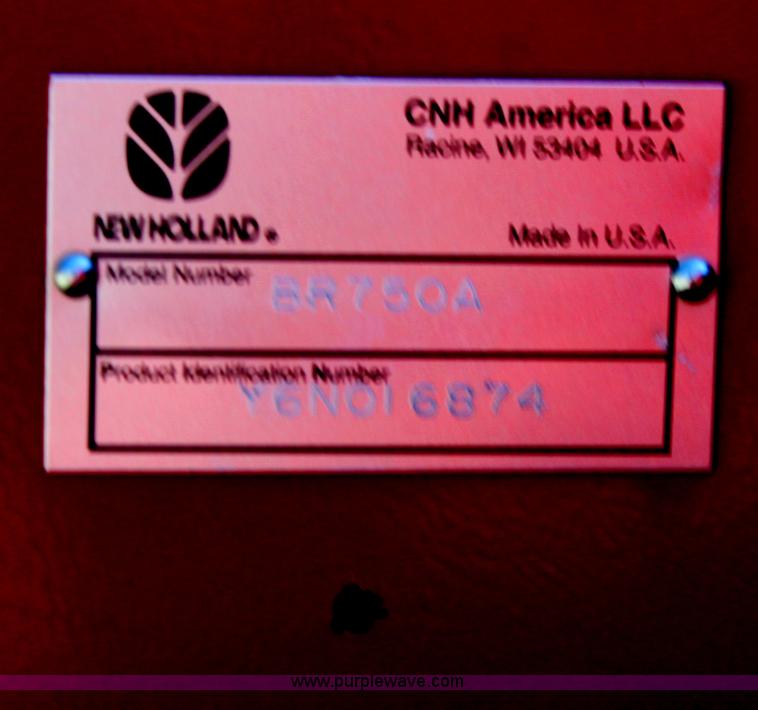 CNH America LLC
Racine, WI 53404 U.S.A.
NEW HOLLAND ®
Made in U.S.A.
Model Number
BR750A
Product Identification Number
Y6N016874
www.purplewave.com